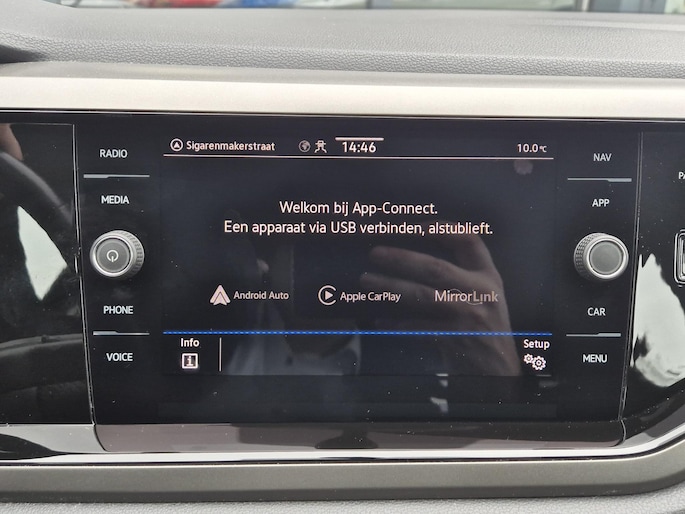 Sigarenmakerstraat 14:46 10.0°C
RADIO
MEDIA
PHONE
VOICE
Welkom bij App-Connect.
Een apparaat via USB verbinden, alstublieft.
Android Auto Apple CarPlay MirrorLink
Info Setup
NAV
APP
CAR
MENU